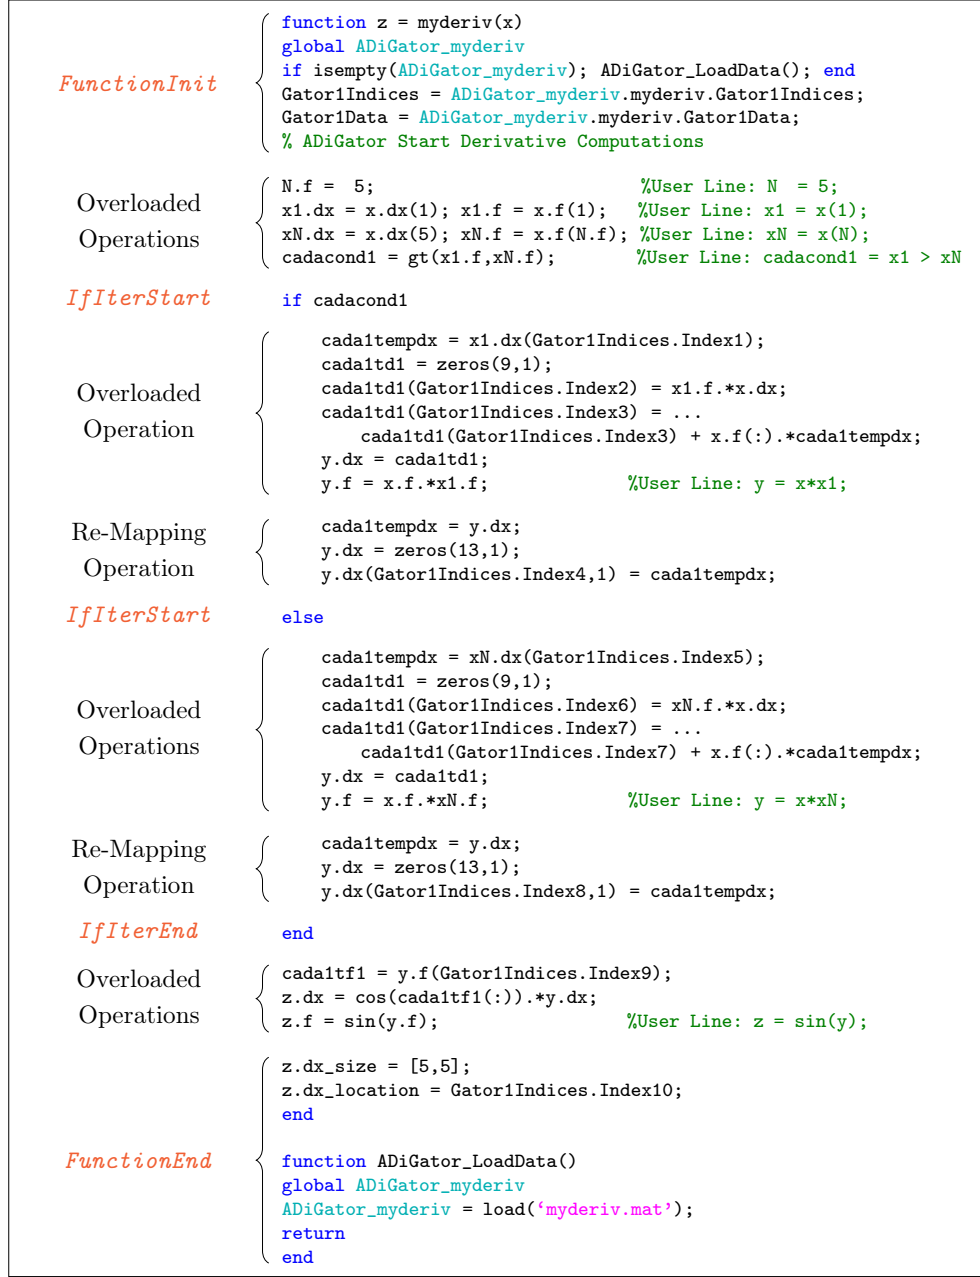 FunctionInit
function z = myderiv(x)
global ADiGator_myderiv
if isempty(ADiGator_myderiv); ADiGator_LoadData(); end
Gator1Indices = ADiGator_myderiv.myderiv.Gator1Indices;
Gator1Data = ADiGator_myderiv.myderiv.Gator1Data;
% ADiGator Start Derivative Computations
Overloaded
Operations
N.f = 5; %User Line: N = 5;
x1.dx = x.dx(1); x1.f = x.f(1); %User Line: x1 = x(1);
xN.dx = x.dx(5); xN.f = x.f(N.f); %User Line: xN = x(N);
cadacond1 = gt(x1.f,xN.f); %User Line: cadacond1 = x1 > xN
IfIterStart
if cadacond1
Overloaded
Operation
cada1tempdx = x1.dx(Gator1Indices.Index1);
cada1td1 = zeros(9,1);
cada1td1(Gator1Indices.Index2) = x1.f.*x.dx;
cada1td1(Gator1Indices.Index3) = ...
cada1td1(Gator1Indices.Index3) + x.f(:).*cada1tempdx;
y.dx = cada1td1;
y.f = x.f.*x1.f; %User Line: y = x*x1;
Re-Mapping
Operation
cada1tempdx = y.dx;
y.dx = zeros(13,1);
y.dx(Gator1Indices.Index4,1) = cada1tempdx;
IfIterStart
else
Overloaded
Operations
cada1tempdx = xN.dx(Gator1Indices.Index5);
cada1td1 = zeros(9,1);
cada1td1(Gator1Indices.Index6) = xN.f.*x.dx;
cada1td1(Gator1Indices.Index7) = ...
cada1td1(Gator1Indices.Index7) + x.f(:).*cada1tempdx;
y.dx = cada1td1;
y.f = x.f.*xN.f; %User Line: y = x*xN;
Re-Mapping
Operation
cada1tempdx = y.dx;
y.dx = zeros(13,1);
y.dx(Gator1Indices.Index8,1) = cada1tempdx;
IfIterEnd
end
Overloaded
Operations
cada1tf1 = y.f(Gator1Indices.Index9);
z.dx = cos(cada1tf1(:)).*y.dx;
z.f = sin(y.f); %User Line: z = sin(y);
FunctionEnd
z.dx_size = [5,5];
z.dx_location = Gator1Indices.Index10;
end
function ADiGator_LoadData()
global ADiGator_myderiv
ADiGator_myderiv = load(‘myderiv.mat’);
return
end